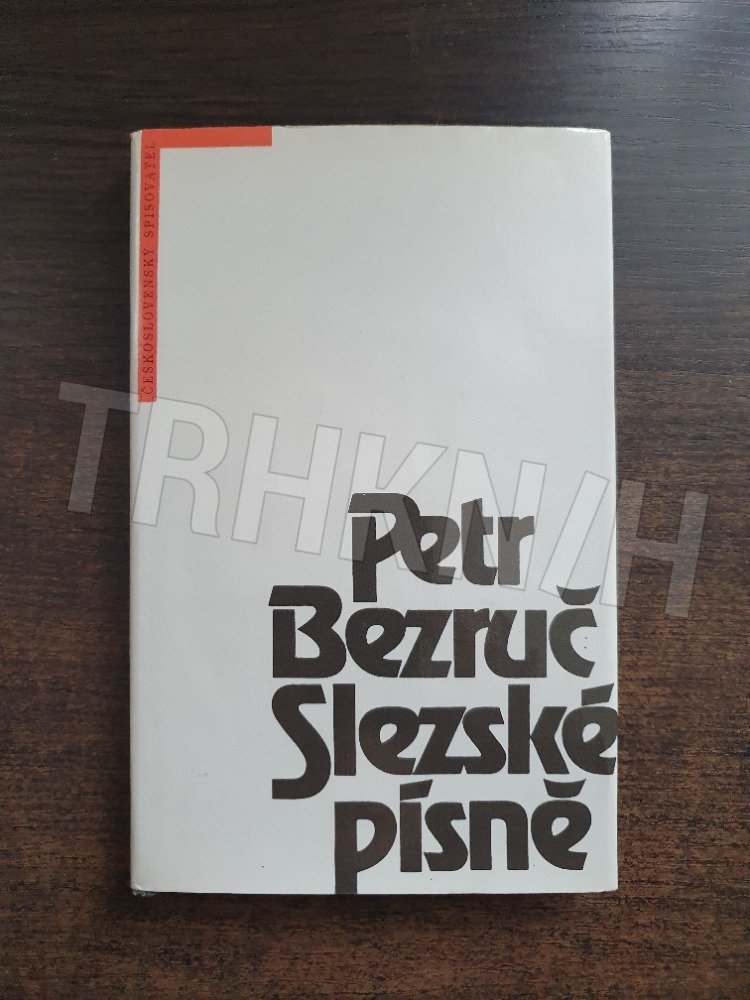 ČESKOSLOVENSKÝ SPISOVATEL
TRHKNIH
Petr
Bezruč
Slezské
písně